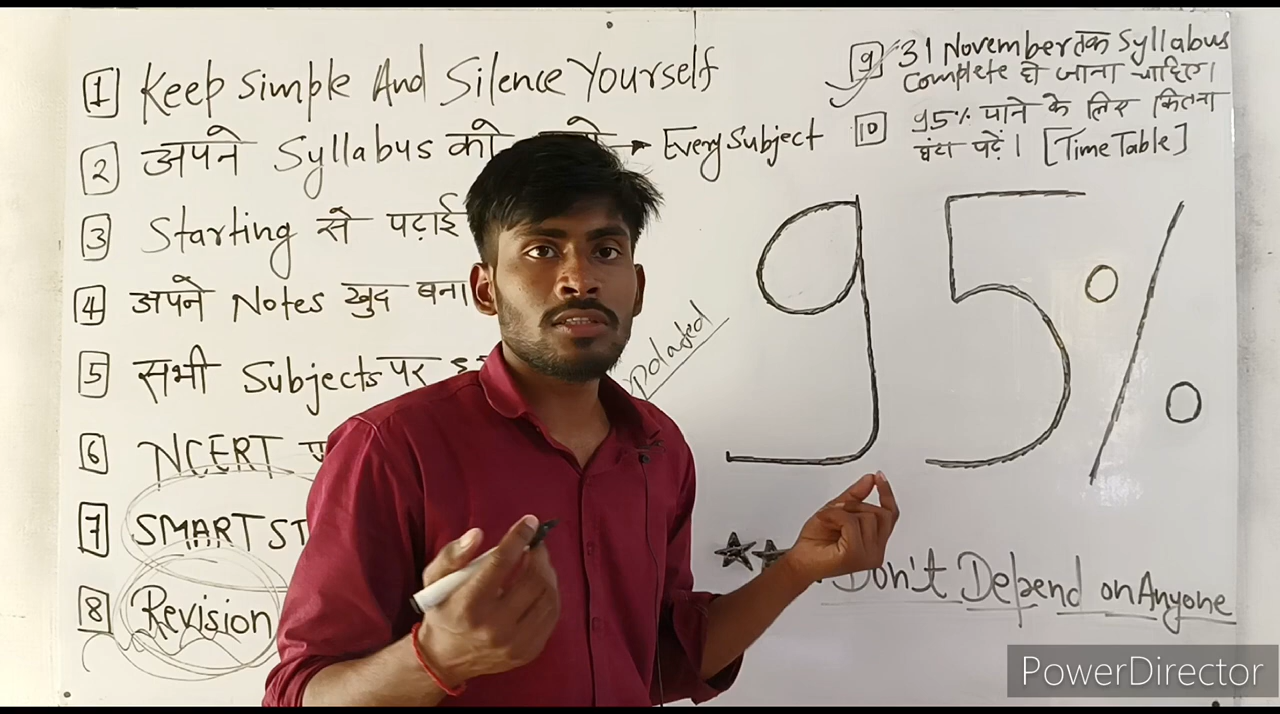 1 Keep Simple And Silence Yourself
2 अपने Syllabus को → Every Subject
3 Starting से पढ़ाई
4 अपने Notes खुद बना
5 सभी Subjects पर
6 NCERT
7 SMART ST
8 Revision
9 31 November तक Syllabus
Complete हो जाना चाहिए।
10 95% पाने के लिए कितना
घंटा पढ़ें। [Time Table]
95%
Don't Depend on Anyone
PowerDirector